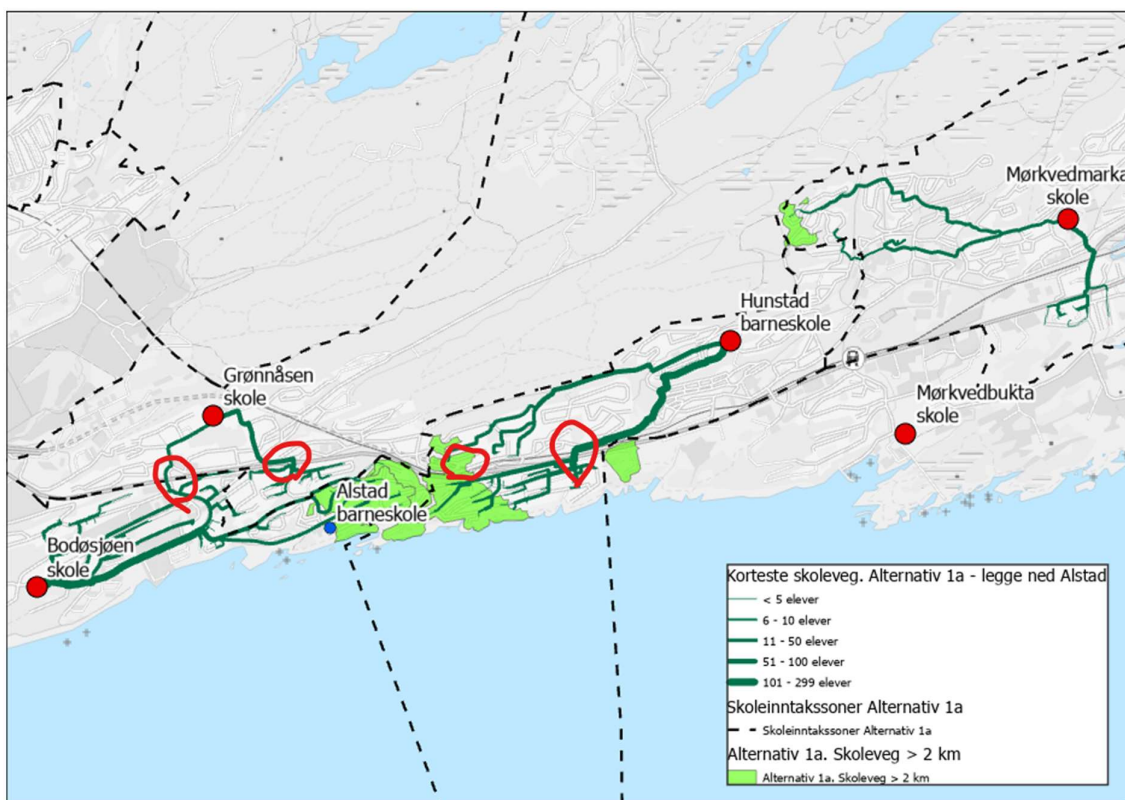 Mørkvedmarka
skole
Hunstad
barneskole
Grønnåsen
skole
Mørkvedbukta
skole
Alstad
barneskole
Bodøsjøen
skole
Korteste skoleveg. Alternativ 1a - legge ned Alstad
< 5 elever
6 - 10 elever
11 - 50 elever
51 - 100 elever
101 - 299 elever
Skoleinntakssoner Alternativ 1a
Skoleinntakssoner Alternativ 1a
Alternativ 1a. Skoleveg > 2 km
Alternativ 1a. Skoleveg > 2 km